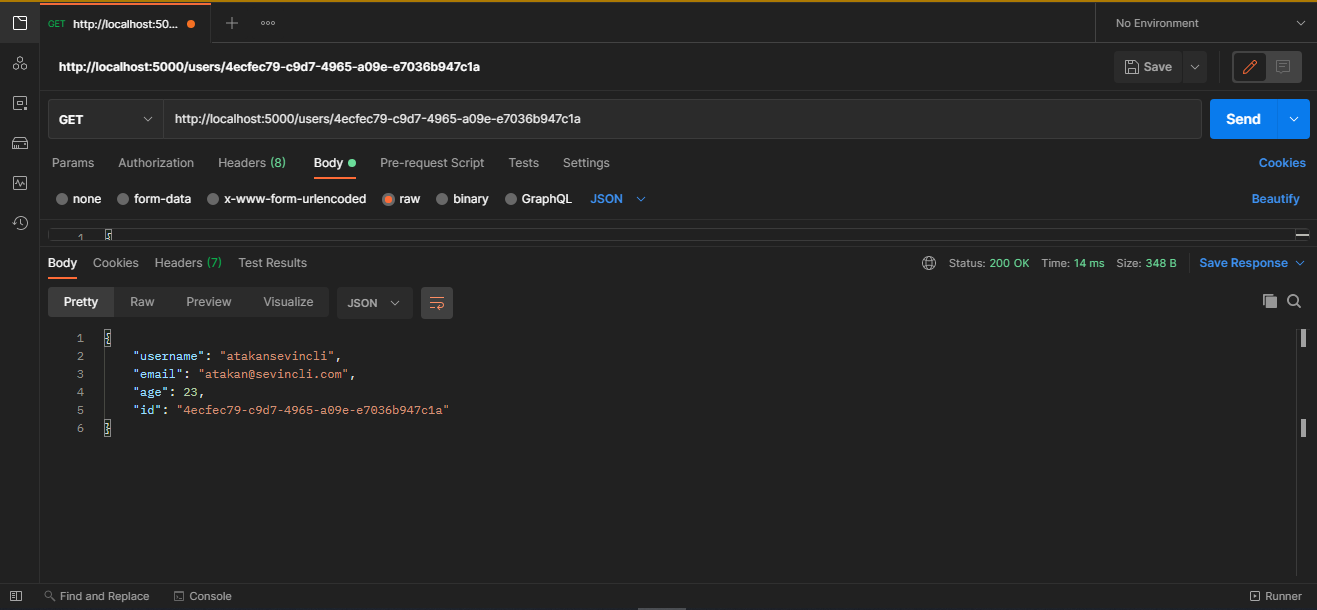 GET http://localhost:50... No Environment
http://localhost:5000/users/4ecfec79-c9d7-4965-a09e-e7036b947c1a Save
GET http://localhost:5000/users/4ecfec79-c9d7-4965-a09e-e7036b947c1a Send
Params Authorization Headers (8) Body Pre-request Script Tests Settings Cookies
none form-data x-www-form-urlencoded raw binary GraphQL JSON Beautify
1 {
Body Cookies Headers (7) Test Results Status: 200 OK Time: 14 ms Size: 348 B Save Response
Pretty Raw Preview Visualize JSON
1 {
2 "username": "atakansevincli",
3 "email": "atakan@sevincli.com",
4 "age": 23,
5 "id": "4ecfec79-c9d7-4965-a09e-e7036b947c1a"
6 }
Find and Replace Console Runner